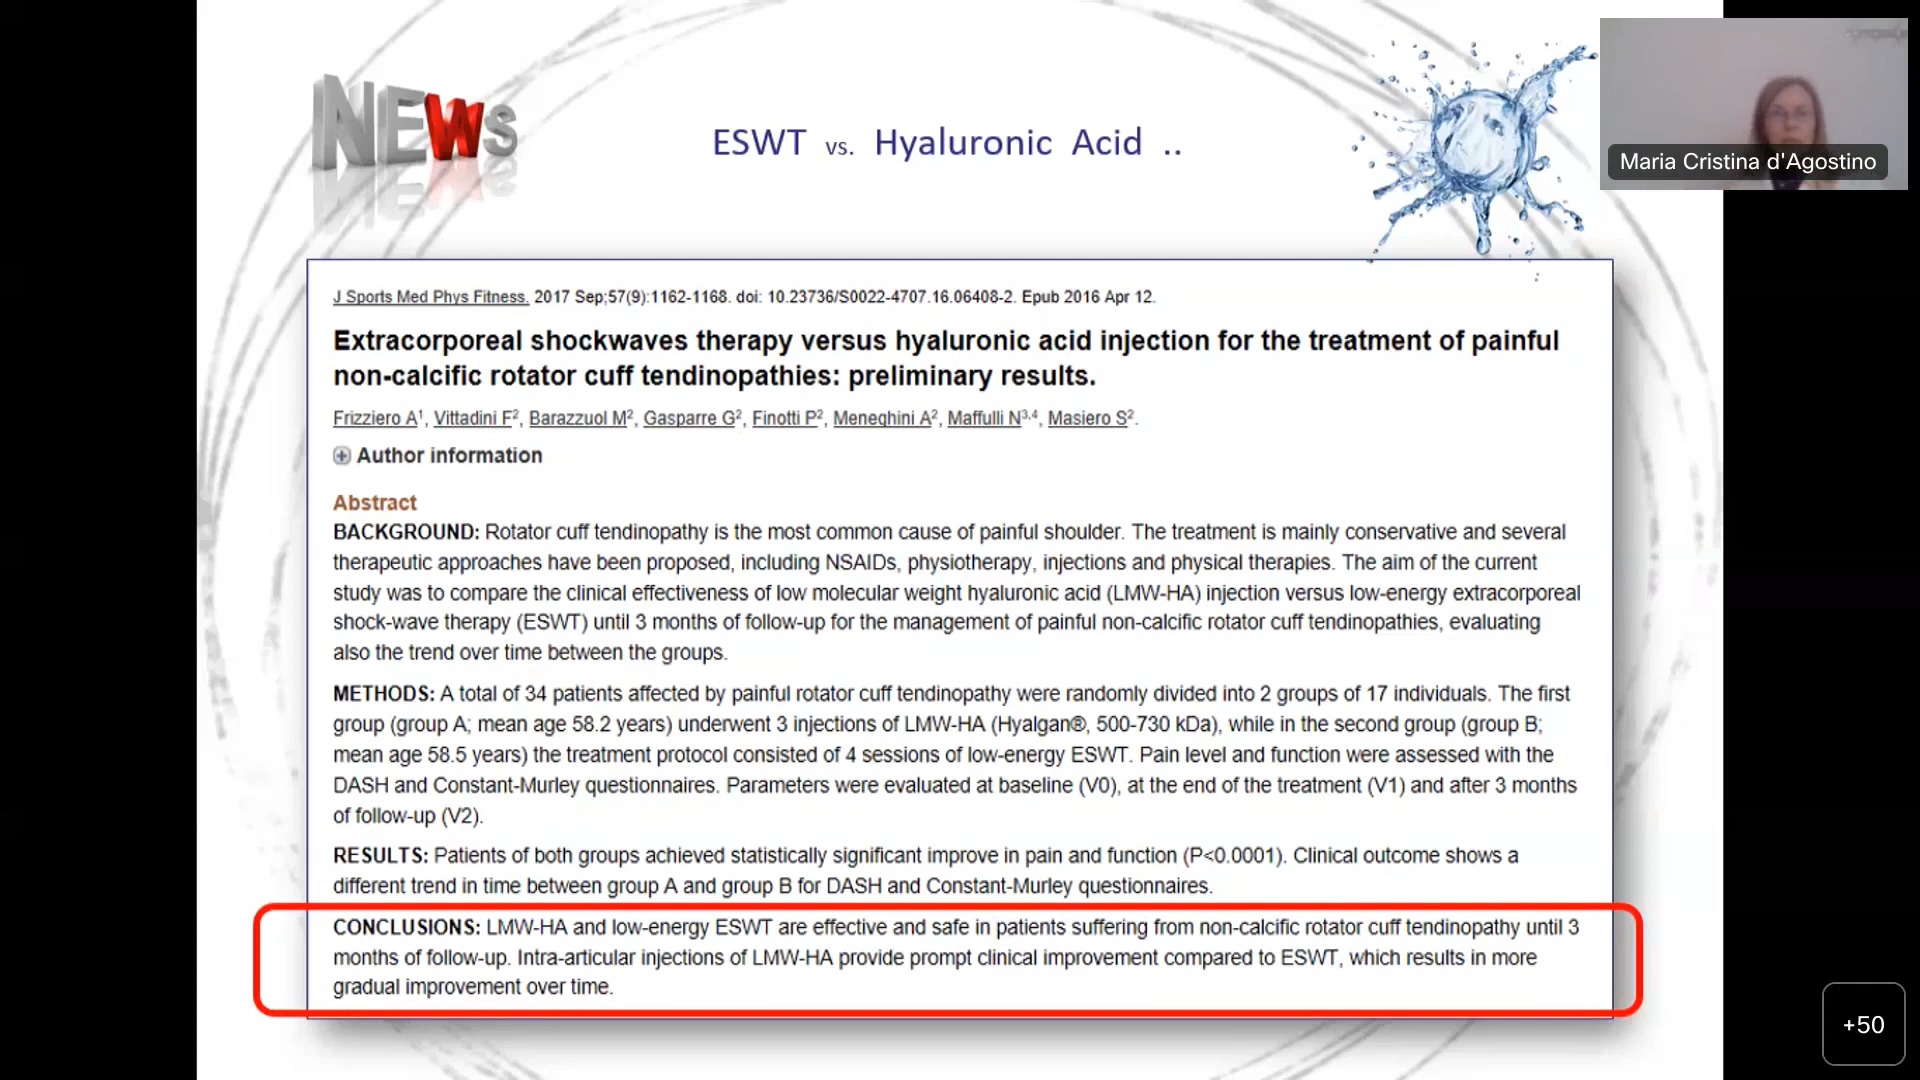 NEWS
ESWT vs. Hyaluronic Acid ..
Maria Cristina d'Agostino
J Sports Med Phys Fitness. 2017 Sep;57(9):1162-1168. doi: 10.23736/S0022-4707.16.06408-2. Epub 2016 Apr 12.
Extracorporeal shockwaves therapy versus hyaluronic acid injection for the treatment of painful
non-calcific rotator cuff tendinopathies: preliminary results.
Frizziero A1, Vittadini F2, Barazzuol M2, Gasparre G2, Finotti P2, Meneghini A2, Maffulli N3,4, Masiero S2.
Author information
Abstract
BACKGROUND: Rotator cuff tendinopathy is the most common cause of painful shoulder. The treatment is mainly conservative and several
therapeutic approaches have been proposed, including NSAIDs, physiotherapy, injections and physical therapies. The aim of the current
study was to compare the clinical effectiveness of low molecular weight hyaluronic acid (LMW-HA) injection versus low-energy extracorporeal
shock-wave therapy (ESWT) until 3 months of follow-up for the management of painful non-calcific rotator cuff tendinopathies, evaluating
also the trend over time between the groups.
METHODS: A total of 34 patients affected by painful rotator cuff tendinopathy were randomly divided into 2 groups of 17 individuals. The first
group (group A; mean age 58.2 years) underwent 3 injections of LMW-HA (Hyalgan®, 500-730 kDa), while in the second group (group B;
mean age 58.5 years) the treatment protocol consisted of 4 sessions of low-energy ESWT. Pain level and function were assessed with the
DASH and Constant-Murley questionnaires. Parameters were evaluated at baseline (V0), at the end of the treatment (V1) and after 3 months
of follow-up (V2).
RESULTS: Patients of both groups achieved statistically significant improve in pain and function (P<0.0001). Clinical outcome shows a
different trend in time between group A and group B for DASH and Constant-Murley questionnaires.
CONCLUSIONS: LMW-HA and low-energy ESWT are effective and safe in patients suffering from non-calcific rotator cuff tendinopathy until 3
months of follow-up. Intra-articular injections of LMW-HA provide prompt clinical improvement compared to ESWT, which results in more
gradual improvement over time.
+50